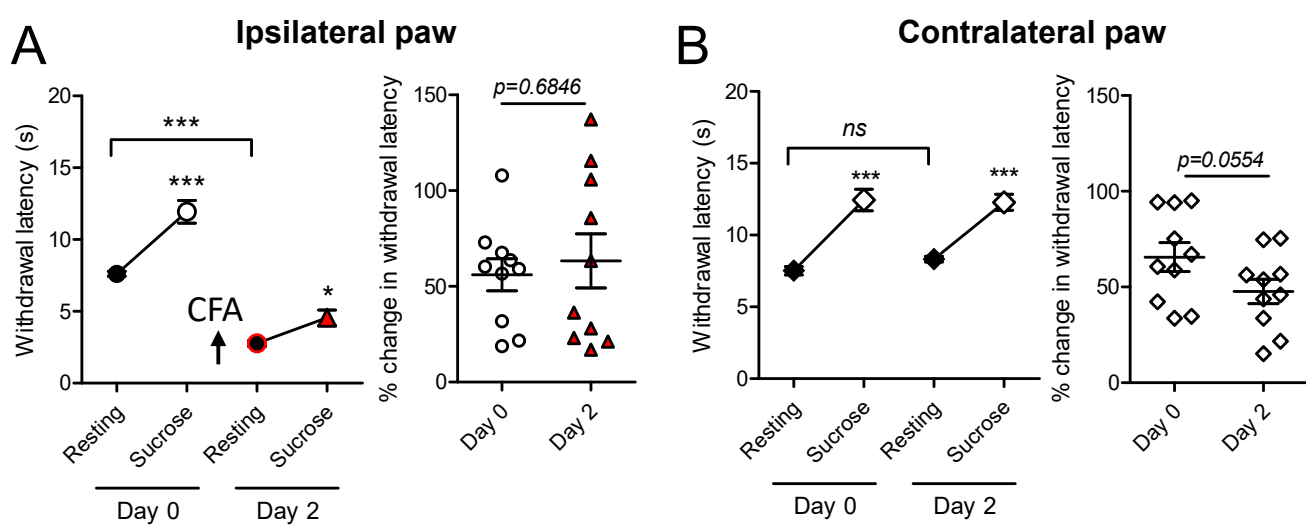 A
Ipsilateral paw
Withdrawal latency (s)
20
15
10
5
0
***
***
CFA
*
Resting
Sucrose
Resting
Sucrose
Day 0
Day 2
% change in withdrawal latency
150
100
50
0
p=0.6846
Day 0
Day 2
B
Contralateral paw
Withdrawal latency (s)
20
15
10
5
0
ns
***
***
Resting
Sucrose
Resting
Sucrose
Day 0
Day 2
% change in withdrawal latency
150
100
50
0
p=0.0554
Day 0
Day 2